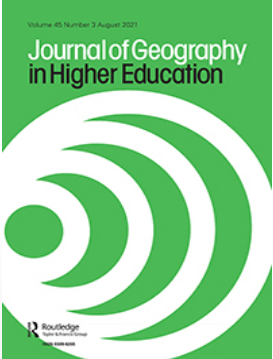 Volume 45 Number 3 August 2021
Journal of Geography
in Higher Education
Routledge
Taylor & Francis Group